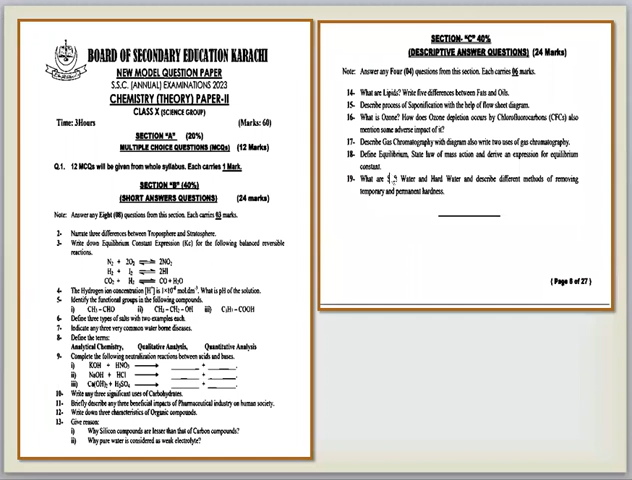 BOARD OF SECONDARY EDUCATION KARACHI
NEW MODEL QUESTION PAPER
S.S.C. (ANNUAL) EXAMINATIONS 2023
CHEMISTRY (THEORY) PAPER-II
CLASS X (SCIENCE GROUP)
Time: 3Hours (Marks: 60)
SECTION "A" (20%)
MULTIPLE CHOICE QUESTIONS (MCQs) (12 Marks)
Q.1. 12 MCQs will be given from whole syllabus. Each carries 1 Mark.
SECTION "B" (40%)
(SHORT ANSWERS QUESTIONS) (24 marks)
Note: Answer any Eight (08) questions from this section. Each carries 03 marks.
2- Narrate three differences between Troposphere and Stratosphere.
3- Write down Equilibrium Constant Expression (Kc) for the following balanced reversible
reactions.
N₂ + 2O₂ ⇌ 2NO₂
H₂ + I₂ ⇌ 2HI
CO₂ + H₂ ⇌ CO + H₂O
4- The Hydrogen ion concentration [H⁺] is mol.dm⁻³. What is pH of the solution.
5- Identify the functional groups in the following compounds.
i) CH₃ – CHO ii) CH₃ – CH₂ – OH iii) – COOH
6- Define three types of salts with two examples each.
7- Indicate any three very common water borne diseases.
8- Define the terms:
Analytical Chemistry, Qualitative Analysis, Quantitative Analysis
9- Complete the following neutralization reactions between acids and bases.
i) KOH + HNO₃ → ______ + ______.
ii) NaOH + HCl → ______ + ______.
iii) Ca(OH)₂ + H₂SO₄ → ______ + ______.
10- Write any three significant uses of Carbohydrates.
11- Briefly describe any three beneficial impacts of Pharmaceutical industry on human society.
12- Write down three characteristics of Organic compounds.
13- Give reason:
i) Why Silicon compounds are lesser than that of Carbon compounds?
ii) Why pure water is considered as weak electrolyte?
SECTION- "C" 40%
(DESCRIPTIVE ANSWER QUESTIONS) (24 Marks)
Note: Answer any Four (04) questions from this section. Each carries 06 marks.
14- What are Lipids? Write five differences between Fats and Oils.
15- Describe process of Saponification with the help of flow sheet diagram.
16- What is Ozone? How does Ozone depletion occurs by Chlorofluorocarbons (CFCs) also
mention some adverse impact of it?
17- Describe Gas Chromatography with diagram also write two uses of gas chromatography.
18- Define Equilibrium, State law of mass action and derive an expression for equilibrium
constant.
19- What are Water and Hard Water and describe different methods of removing
temporary and permanent hardness.
( Page 8 of 27 )